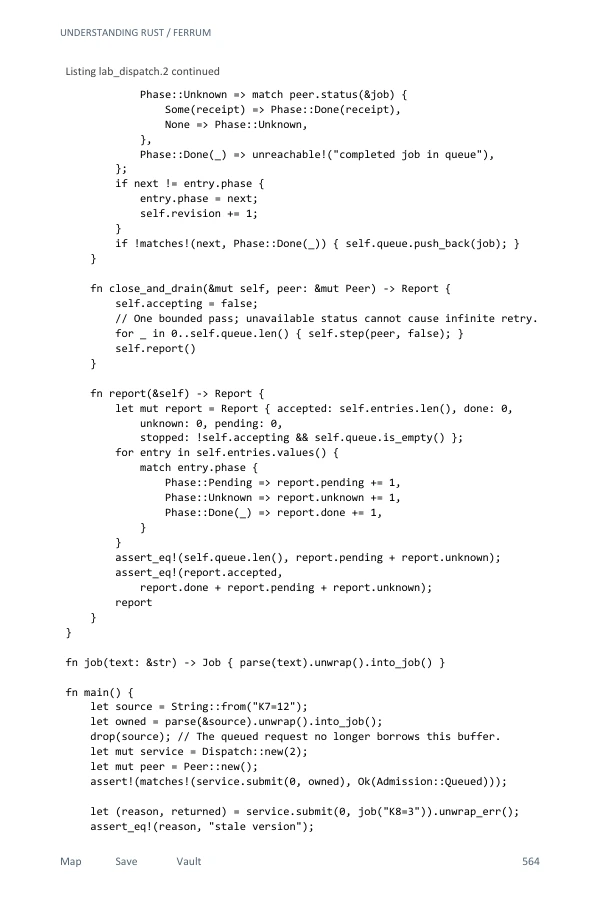 UNDERSTANDING RUST / FERRUM
Listing lab_dispatch.2 continued
            Phase::Unknown => match peer.status(&job) {
                Some(receipt) => Phase::Done(receipt),
                None => Phase::Unknown,
            },
            Phase::Done(_) => unreachable!("completed job in queue"),
        };
        if next != entry.phase {
            entry.phase = next;
            self.revision += 1;
        }
        if !matches!(next, Phase::Done(_)) { self.queue.push_back(job); }
    }

    fn close_and_drain(&mut self, peer: &mut Peer) -> Report {
        self.accepting = false;
        // One bounded pass; unavailable status cannot cause infinite retry.
        for _ in 0..self.queue.len() { self.step(peer, false); }
        self.report()
    }

    fn report(&self) -> Report {
        let mut report = Report { accepted: self.entries.len(), done: 0,
            unknown: 0, pending: 0,
            stopped: !self.accepting && self.queue.is_empty() };
        for entry in self.entries.values() {
            match entry.phase {
                Phase::Pending => report.pending += 1,
                Phase::Unknown => report.unknown += 1,
                Phase::Done(_) => report.done += 1,
            }
        }
        assert_eq!(self.queue.len(), report.pending + report.unknown);
        assert_eq!(report.accepted,
            report.done + report.pending + report.unknown);
        report
    }
}

fn job(text: &str) -> Job { parse(text).unwrap().into_job() }

fn main() {
    let source = String::from("K7=12");
    let owned = parse(&source).unwrap().into_job();
    drop(source); // The queued request no longer borrows this buffer.
    let mut service = Dispatch::new(2);
    let mut peer = Peer::new();
    assert!(matches!(service.submit(0, owned), Ok(Admission::Queued)));

    let (reason, returned) = service.submit(0, job("K8=3")).unwrap_err();
    assert_eq!(reason, "stale version");
Map Save Vault 564